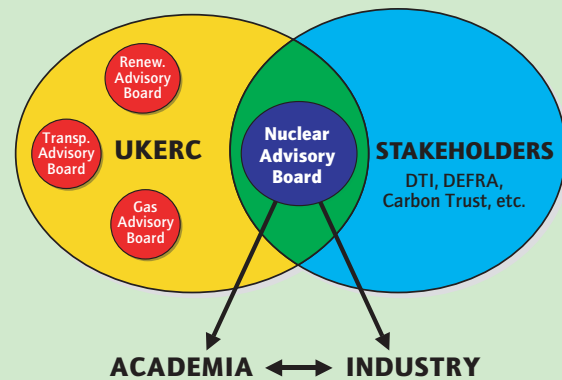 Renew.
Advisory
Board
Transp.
Advisory
Board
UKERC
Gas
Advisory
Board
Nuclear
Advisory
Board
STAKEHOLDERS
DTI, DEFRA,
Carbon Trust, etc.
ACADEMIA
INDUSTRY